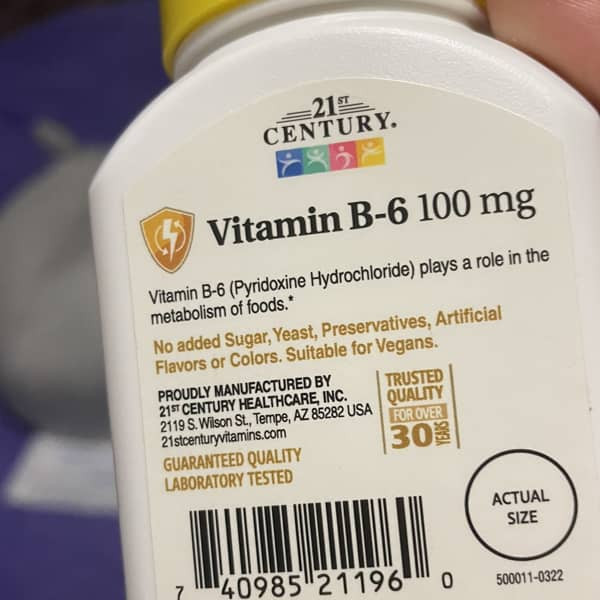 21ST
CENTURY®
Vitamin B-6 100 mg
Vitamin B-6 (Pyridoxine Hydrochloride) plays a role in the
metabolism of foods.*
No added Sugar, Yeast, Preservatives, Artificial
Flavors or Colors. Suitable for Vegans.
PROUDLY MANUFACTURED BY
21ST CENTURY HEALTHCARE, INC.
2119 S. Wilson St., Tempe, AZ 85282 USA
21stcenturyvitamins.com
GUARANTEED QUALITY
LABORATORY TESTED
TRUSTED
QUALITY
FOR OVER
30 YEARS
ACTUAL
SIZE
7 40985 21196 0
500011-0322